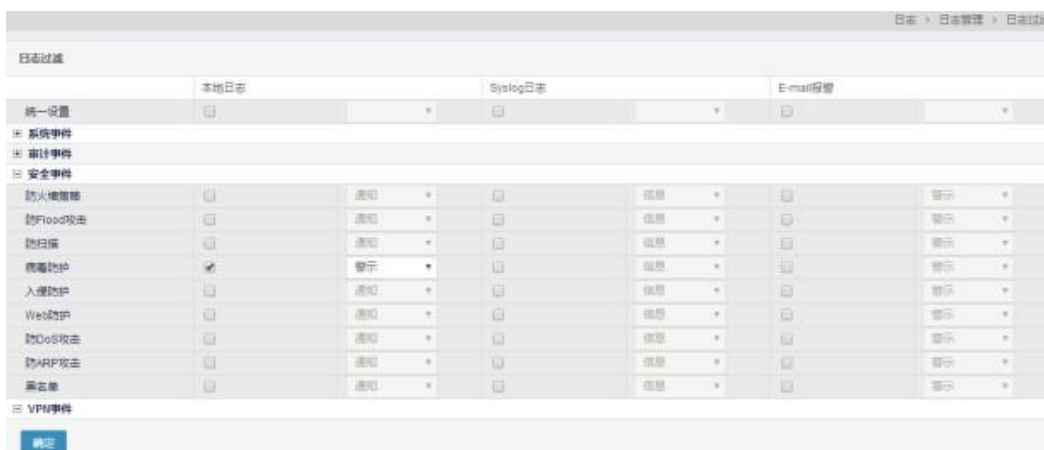 日志 > 日志管理 > 日志过滤
日志过滤
本地日志 Syslog日志 E-mail报警
统一设置
系统事件
审计事件
安全事件
防火墙策略 通知 信息 警示
防Flood攻击 通知 信息 警示
防扫描 通知 信息 警示
病毒防护 警示 信息 警示
入侵防护 通知 信息 警示
Web防护 通知 信息 警示
防DoS攻击 通知 信息 警示
防ARP攻击 通知 信息 警示
黑名单 通知 信息 警示
VPN事件
确定